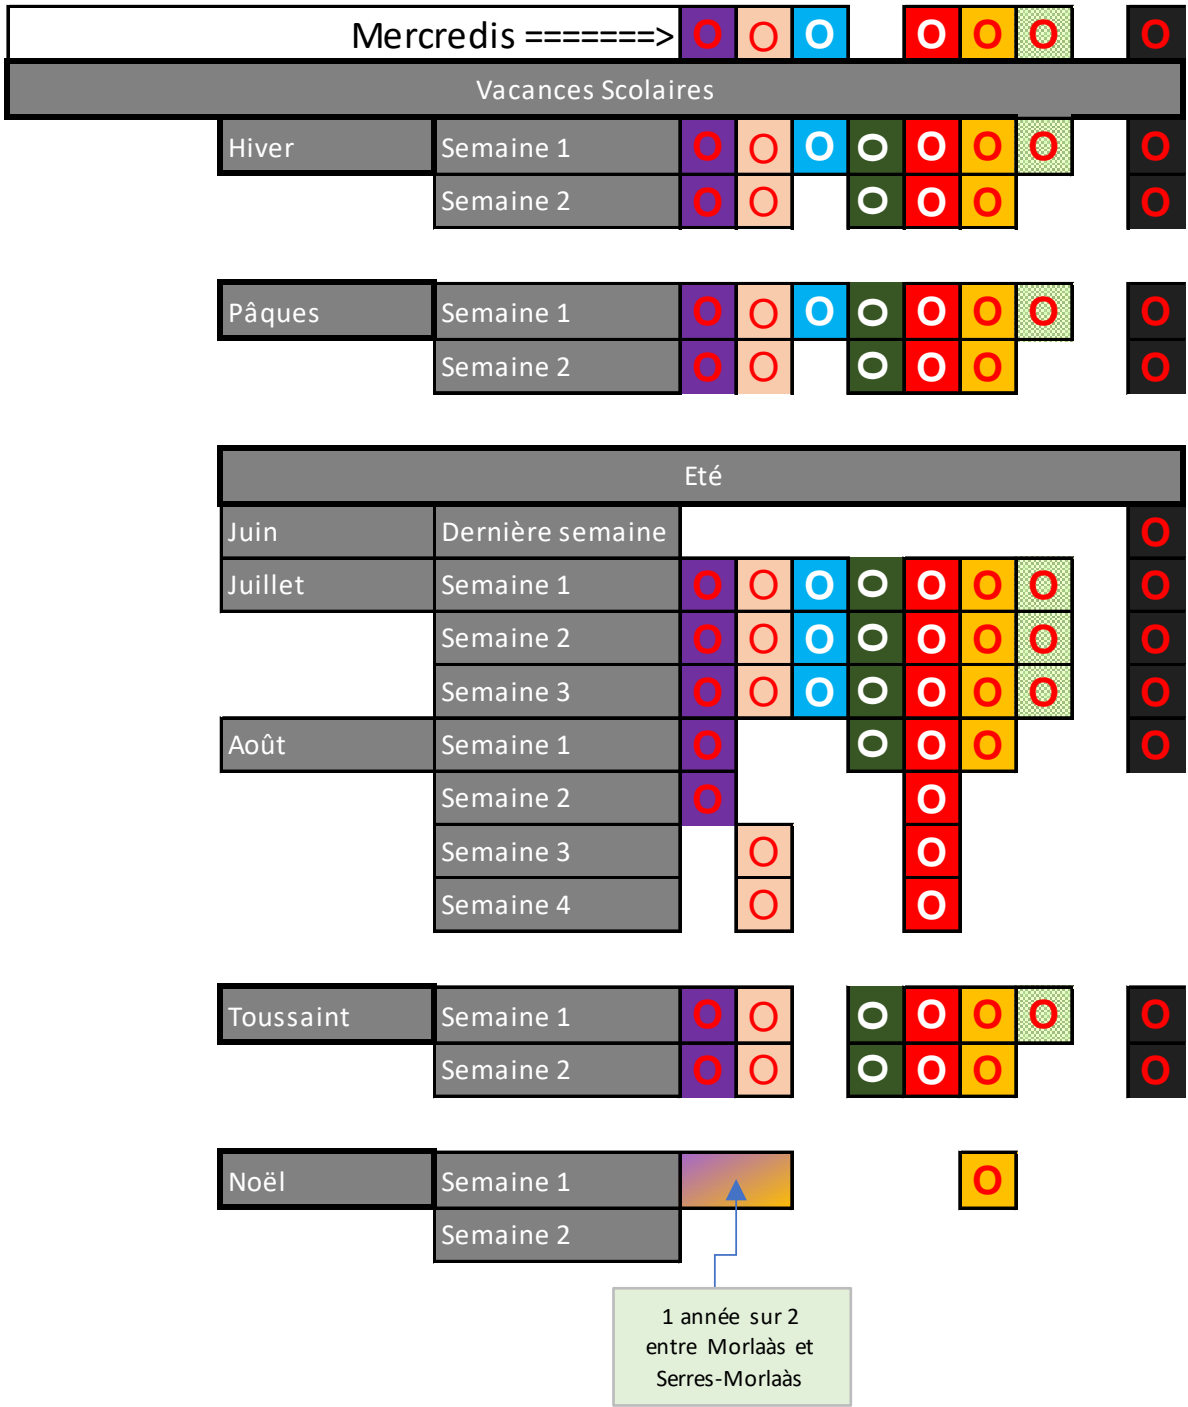 Mercredis =======> O O O O O O O
Vacances Scolaires
Hiver Semaine 1 O O O O O O O O
Semaine 2 O O O O O O
Pâques Semaine 1 O O O O O O O O
Semaine 2 O O O O O O
Eté
Juin Dernière semaine O
Juillet Semaine 1 O O O O O O O O
Semaine 2 O O O O O O O O
Semaine 3 O O O O O O O O
Août Semaine 1 O O O O O
Semaine 2 O O
Semaine 3 O O
Semaine 4 O O
Toussaint Semaine 1 O O O O O O O
Semaine 2 O O O O O O
Noël Semaine 1 O
Semaine 2
1 année sur 2
entre Morlaàs et
Serres-Morlaàs